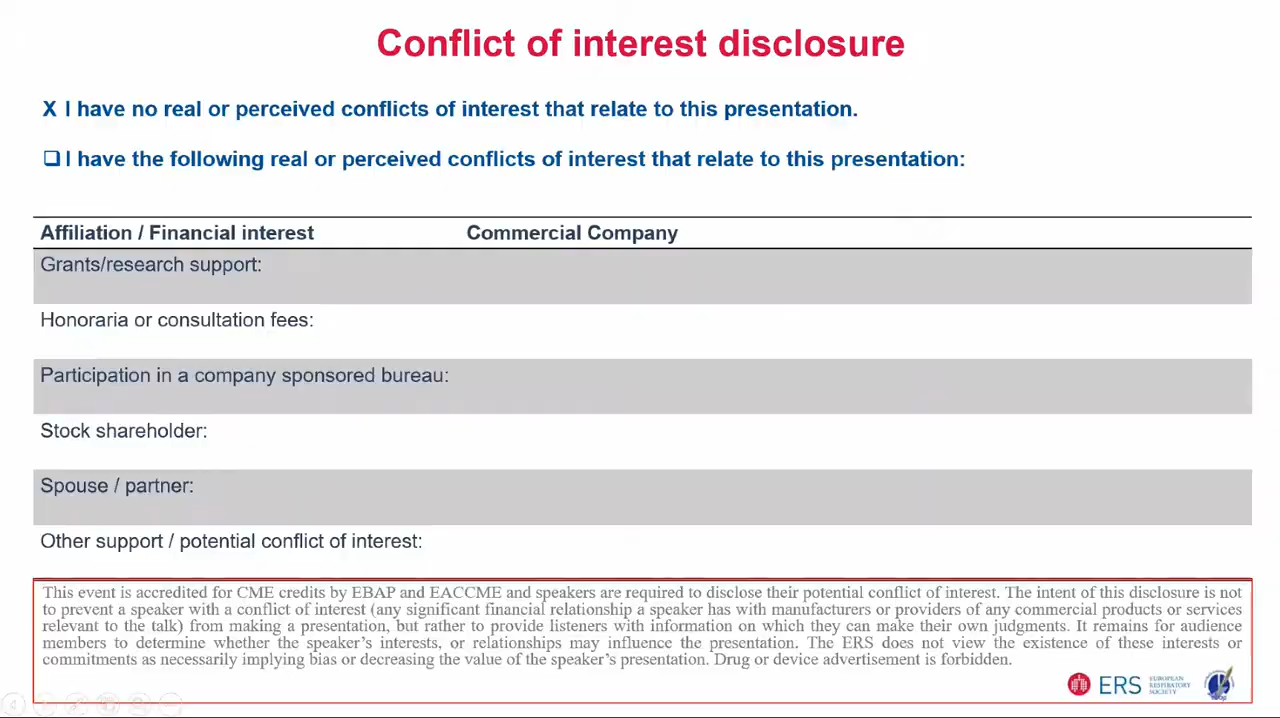 Conflict of interest disclosure
X I have no real or perceived conflicts of interest that relate to this presentation.
❑ I have the following real or perceived conflicts of interest that relate to this presentation:
Affiliation / Financial interest Commercial Company
Grants/research support:
Honoraria or consultation fees:
Participation in a company sponsored bureau:
Stock shareholder:
Spouse / partner:
Other support / potential conflict of interest:
This event is accredited for CME credits by EBAP and EACCME and speakers are required to disclose their potential conflict of interest. The intent of this disclosure is not
to prevent a speaker with a conflict of interest (any significant financial relationship a speaker has with manufacturers or providers of any commercial products or services
relevant to the talk) from making a presentation, but rather to provide listeners with information on which they can make their own judgments. It remains for audience
members to determine whether the speaker’s interests, or relationships may influence the presentation. The ERS does not view the existence of these interests or
commitments as necessarily implying bias or decreasing the value of the speaker’s presentation. Drug or device advertisement is forbidden.
ERS
EUROPEAN
RESPIRATORY
SOCIETY